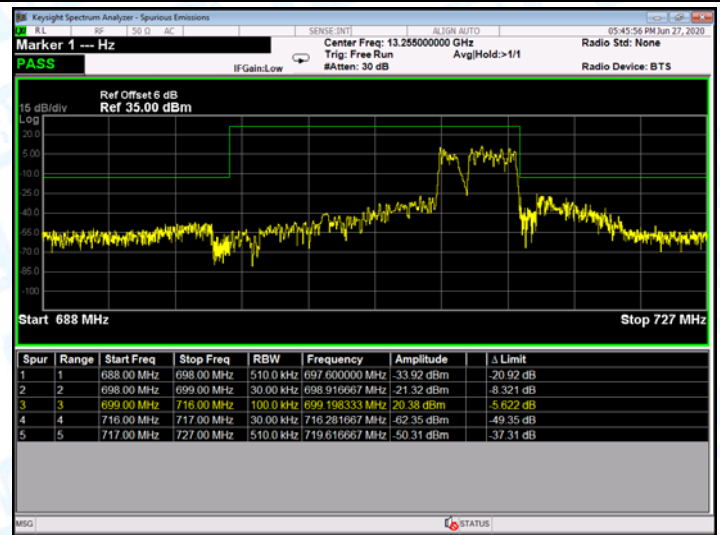 Keysight Spectrum Analyzer - Spurious Emissions
RL RF 50 Ω AC SENSE:INT ALIGN AUTO 05:45:56 PM Jun 27, 2020
Marker 1 --- Hz Center Freq: 13.255000000 GHz Radio Std: None
Trig: Free Run Avg|Hold:>1/1
PASS IFGain:Low #Atten: 30 dB Radio Device: BTS
Ref Offset 6 dB
15 dB/div Ref 35.00 dBm
Log
20.0
5.00
-10.0
-25.0
-40.0
-55.0
-70.0
-85.0
-100
Start 688 MHz Stop 727 MHz
Spur Range Start Freq Stop Freq RBW Frequency Amplitude Δ Limit
1 1 688.00 MHz 698.00 MHz 510.0 kHz 697.600000 MHz -33.92 dBm -20.92 dB
2 2 698.00 MHz 699.00 MHz 30.00 kHz 698.916667 MHz -21.32 dBm -8.321 dB
3 3 699.00 MHz 716.00 MHz 100.0 kHz 699.198333 MHz 20.38 dBm -5.622 dB
4 4 716.00 MHz 717.00 MHz 30.00 kHz 716.281667 MHz -62.35 dBm -49.35 dB
5 5 717.00 MHz 727.00 MHz 510.0 kHz 719.616667 MHz -50.31 dBm -37.31 dB
MSG STATUS